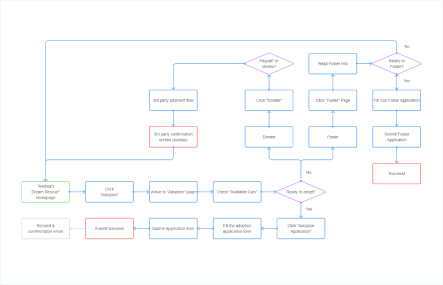 No
Paypal? or
Venmo?
Read Foster Info
Ready to
Foster?
Yes
3rd party payment flow
Click "Donate"
Click "Foster" Page
Fill Out Foster Application
3rd party confirmation
screen (success)
Donate
Foster
Submit Foster
Application
No
Success!
Dream Rescue"
Homepage
Click
"Adoption"
Arrive to "Adoption" page
Check "Available Cats"
Ready to adopt?
Yes
Received a
confirmation email
Submit success!
Submit Application form
Fill the adoption
application form
Click "Adoption
Application"